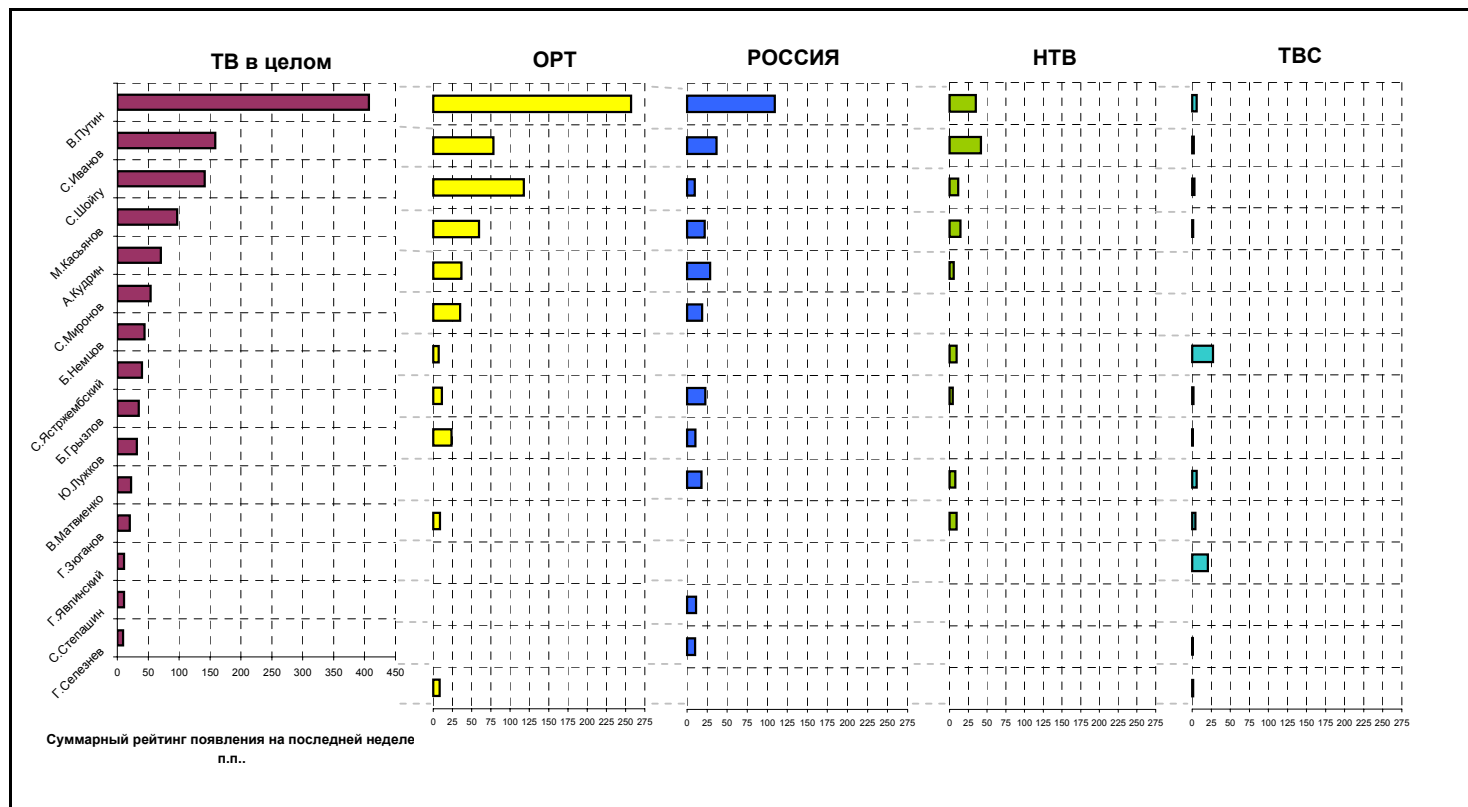 ТВ в целом
ОРТ
РОССИЯ
НТВ
ТВС
В.Путин
С.Иванов
С.Шойгу
М.Касьянов
А.Кудрин
С.Миронов
Б.Немцов
С.Ястржембский
Б.Грызлов
Ю.Лужков
В.Матвиенко
Г.Зюганов
Г.Явлинский
С.Степашин
Г.Селезнев
0 50 100 150 200 250 300 350 400 450
0 25 50 75 100 125 150 175 200 225 250 275
0 25 50 75 100 125 150 175 200 225 250 275
0 25 50 75 100 125 150 175 200 225 250 275
0 25 50 75 100 125 150 175 200 225 250 275
Суммарный рейтинг появления на последней неделе
п.п..